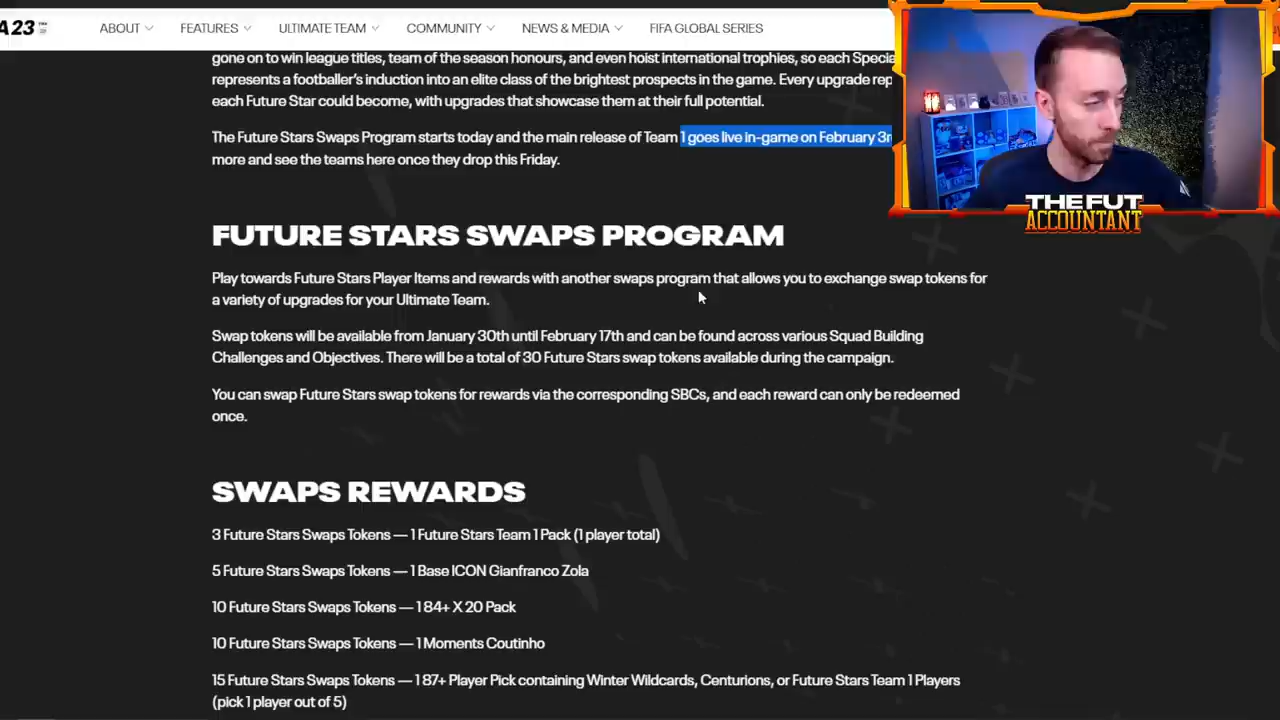 A23
ABOUT FEATURES ULTIMATE TEAM COMMUNITY NEWS & MEDIA FIFA GLOBAL SERIES
gone on to win league titles, team of the season honours, and even hoist international trophies, so each Specia
represents a footballer's induction into an elite class of the brightest prospects in the game. Every upgrade rep
each Future Star could become, with upgrades that showcase them at their full potential.
The Future Stars Swaps Program starts today and the main release of Team 1 goes live in-game on February 3r
more and see the teams here once they drop this Friday.
THE FUT
ACCOUNTANT
FUTURE STARS SWAPS PROGRAM
Play towards Future Stars Player Items and rewards with another swaps program that allows you to exchange swap tokens for
a variety of upgrades for your Ultimate Team.
Swap tokens will be available from January 30th until February 17th and can be found across various Squad Building
Challenges and Objectives. There will be a total of 30 Future Stars swap tokens available during the campaign.
You can swap Future Stars swap tokens for rewards via the corresponding SBCs, and each reward can only be redeemed
once.
SWAPS REWARDS
3 Future Stars Swaps Tokens — 1 Future Stars Team 1 Pack (1 player total)
5 Future Stars Swaps Tokens — 1 Base ICON Gianfranco Zola
10 Future Stars Swaps Tokens — 1 84+ X 20 Pack
10 Future Stars Swaps Tokens — 1 Moments Coutinho
15 Future Stars Swaps Tokens — 1 87+ Player Pick containing Winter Wildcards, Centurions, or Future Stars Team 1 Players
(pick 1 player out of 5)